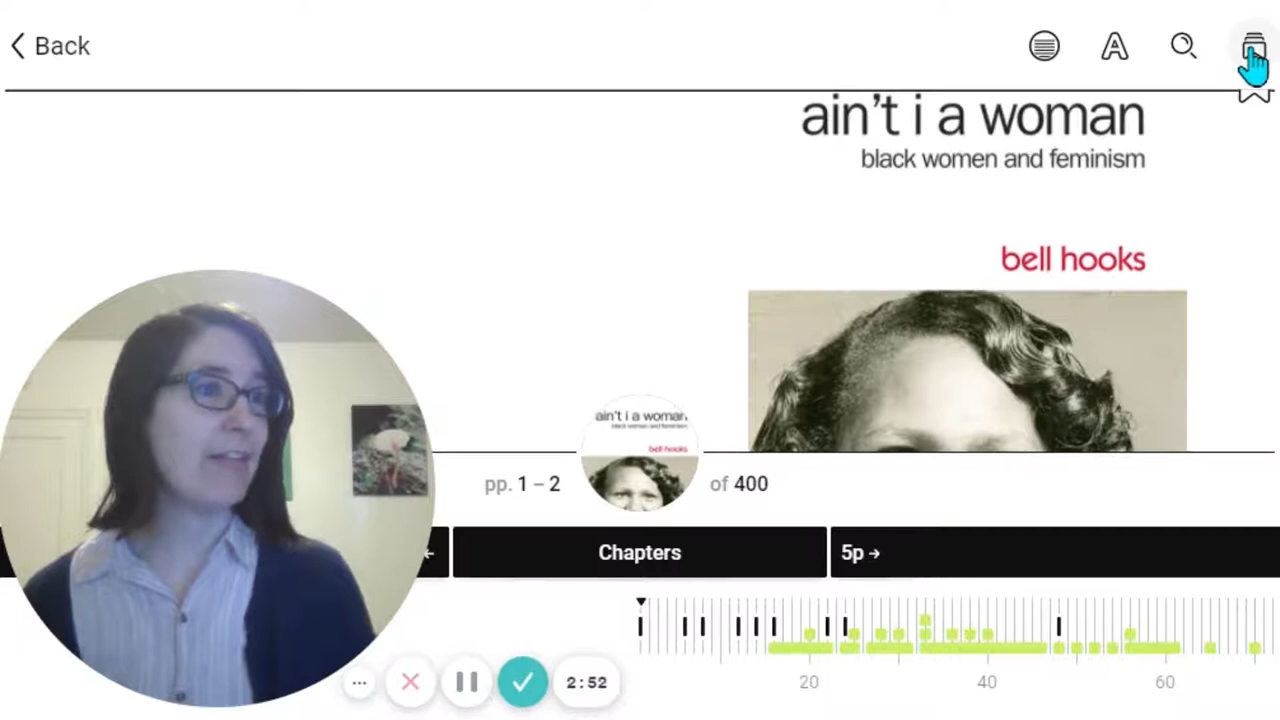 Back
A
ain't i a woman
black women and feminism
bell hooks
ain't i a woman
black women and feminism
bell hooks
pp. 1 – 2
of 400
←
Chapters
5p →
20
40
60
...
2:52